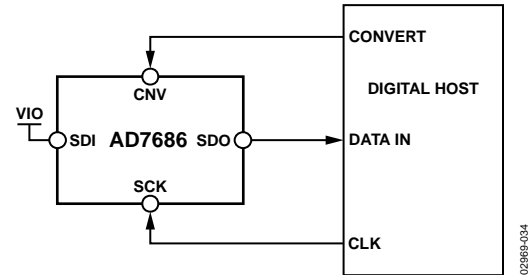 CONVERT
DIGITAL HOST
CNV
VIO
SDI AD7686 SDO
DATA IN
SCK
CLK
02969-034